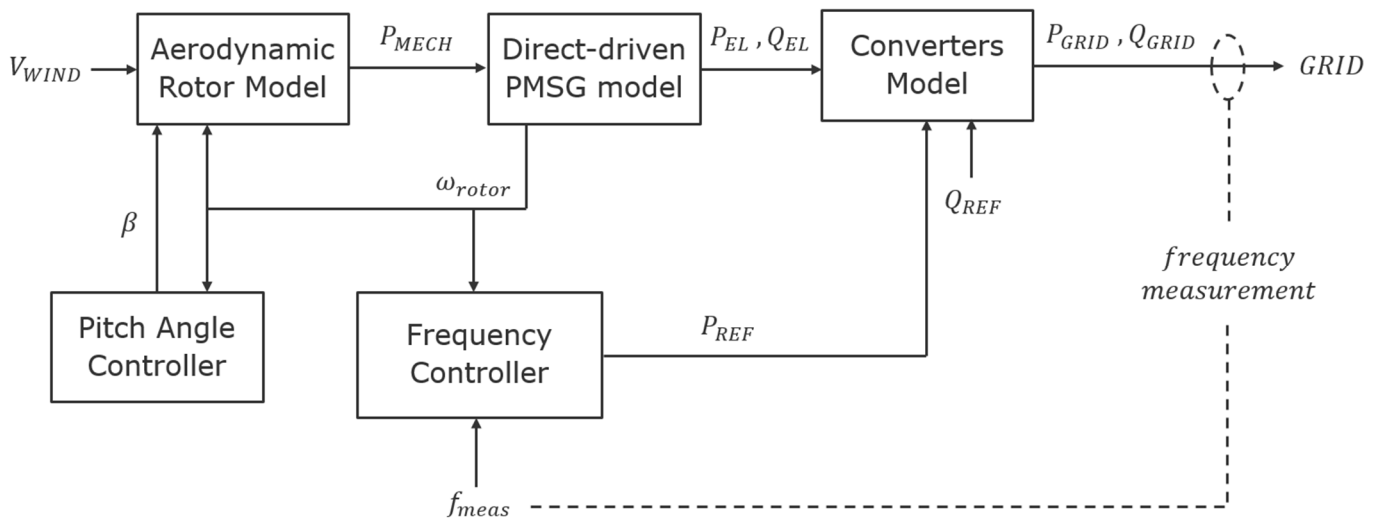 V_WIND
Aerodynamic
Rotor Model
P_MECH
Direct-driven
PMSG model
P_EL , Q_EL
Converters
Model
P_GRID , Q_GRID
GRID
β
ω_rotor
Q_REF
Pitch Angle
Controller
Frequency
Controller
P_REF
frequency
measurement
f_meas